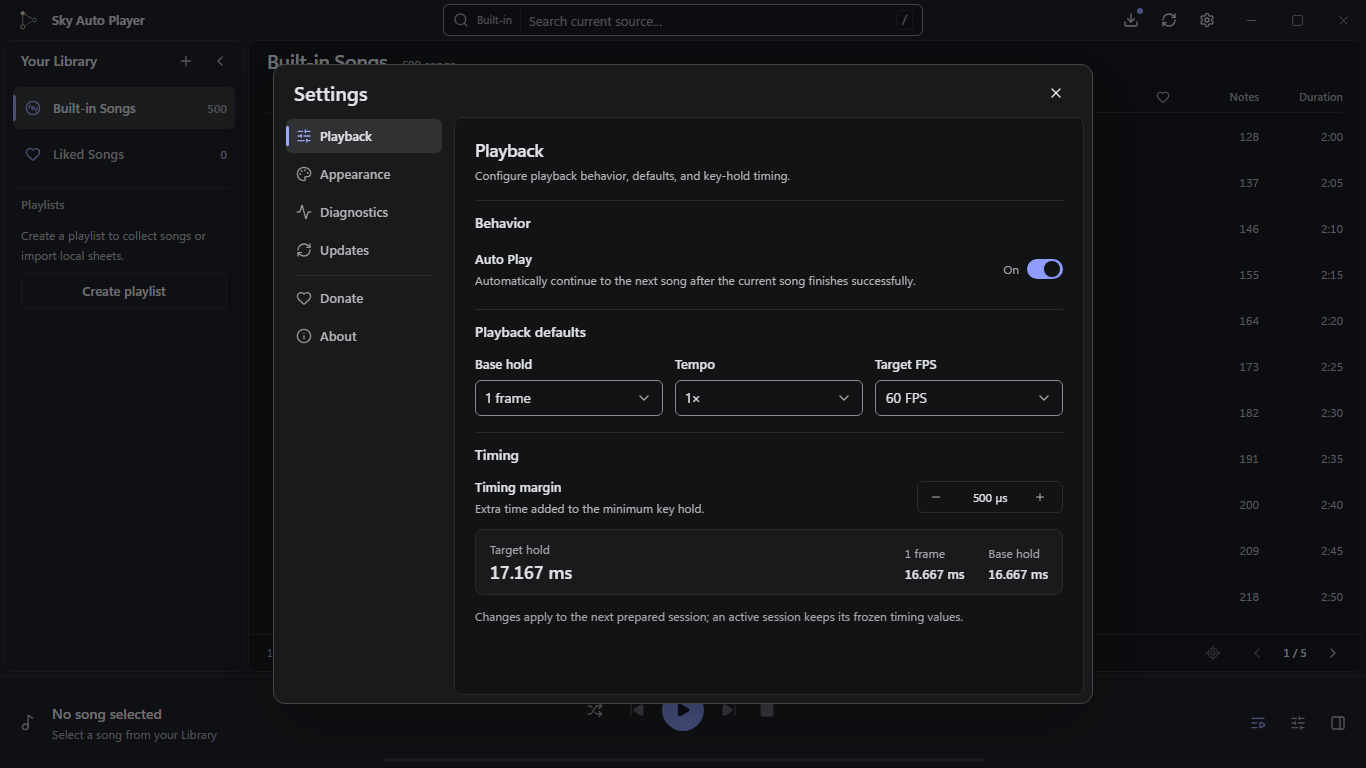 Sky Auto Player
Built-in
Search current source...
/
Your Library
Built-in Songs
500
Liked Songs
0
Playlists
Create a playlist to collect songs or
import local sheets.
Create playlist
Built-in Songs
Notes
Duration
128
2:00
137
2:05
146
2:10
155
2:15
164
2:20
173
2:25
182
2:30
191
2:35
200
2:40
209
2:45
218
2:50
1 / 5
Settings
Playback
Appearance
Diagnostics
Updates
Donate
About
Playback
Configure playback behavior, defaults, and key-hold timing.
Behavior
Auto Play
On
Automatically continue to the next song after the current song finishes successfully.
Playback defaults
Base hold
Tempo
Target FPS
1 frame
1×
60 FPS
Timing
Timing margin
Extra time added to the minimum key hold.
500 µs
Target hold
17.167 ms
1 frame
16.667 ms
Base hold
16.667 ms
Changes apply to the next prepared session; an active session keeps its frozen timing values.
No song selected
Select a song from your Library